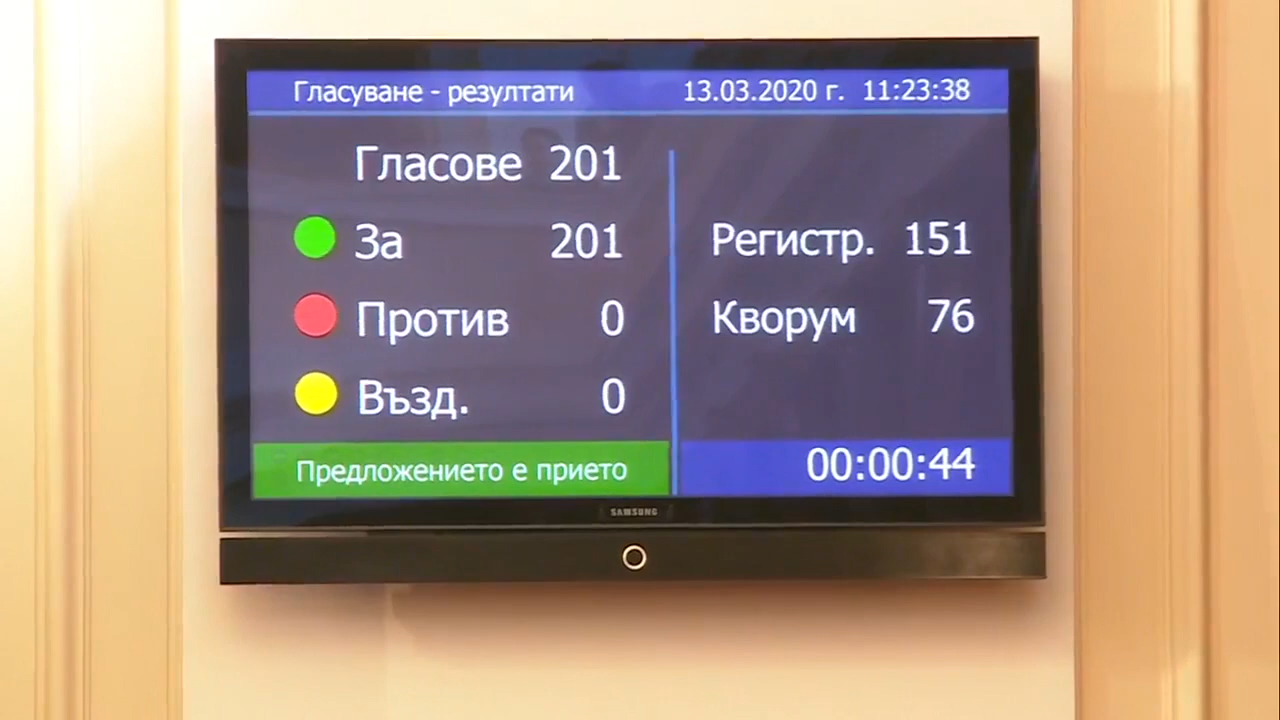 Гласуване - резултати 13.03.2020 г. 11:23:38
Гласове 201
За 201
Против 0
Възд. 0
Предложението е прието
Регистр. 151
Кворум 76
00:00:44
SAMSUNG